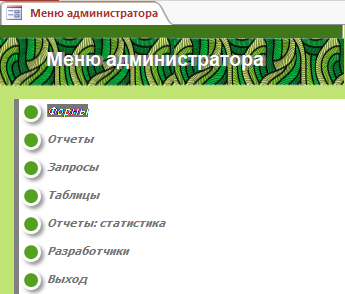 Меню администратора
Меню администратора
Формы
Отчеты
Запросы
Таблицы
Отчеты: статистика
Разработчики
Выход